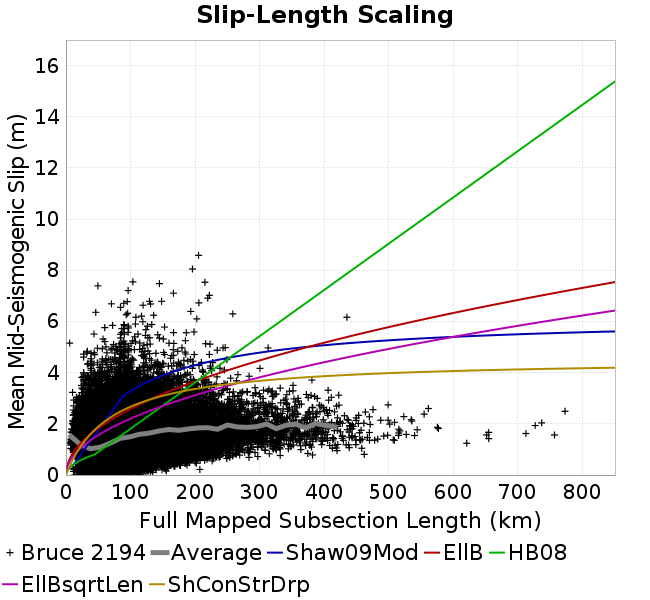 Slip-Length Scaling
Mean Mid-Seismogenic Slip (m)
16
14
12
10
8
6
4
2
0
0 100 200 300 400 500 600 700 800
Full Mapped Subsection Length (km)
Bruce 2194 Average Shaw09Mod EllB HB08
EllBsqrtLen ShConStrDrp